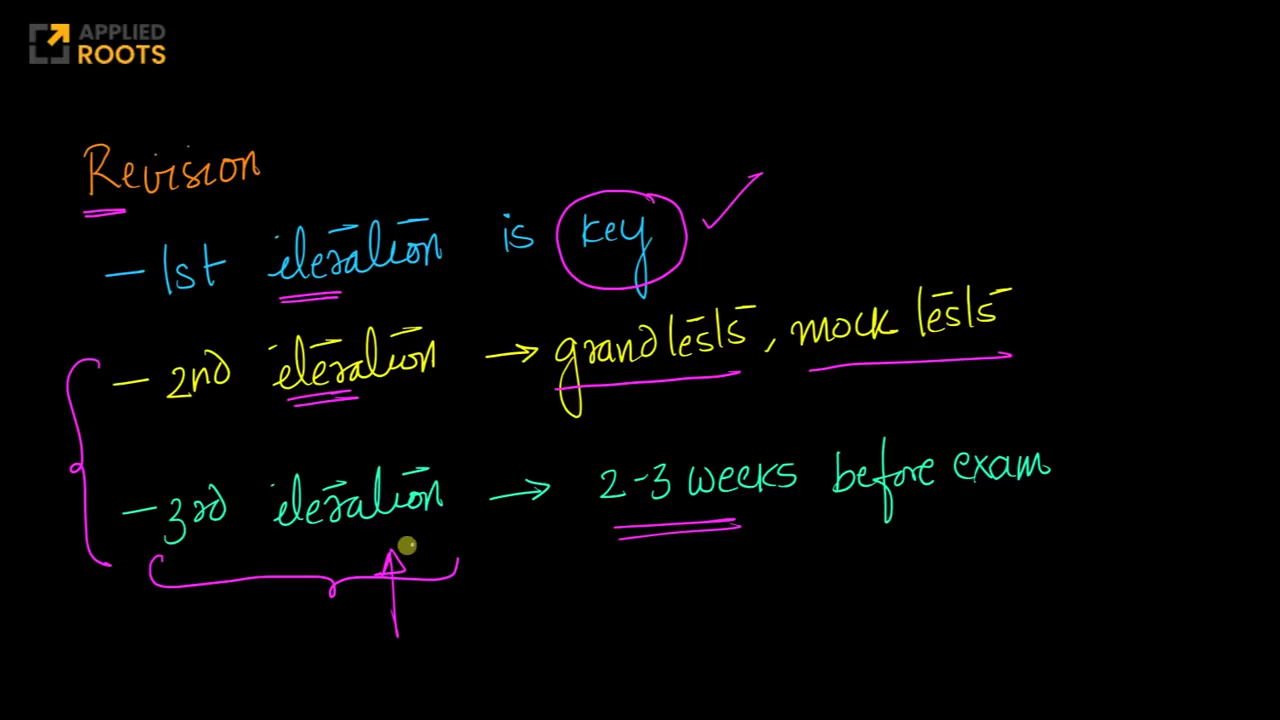 APPLIED
ROOTS
Revision
- 1st iteration is key
- 2nd iteration → grand tests, mock tests
- 3rd iteration → 2-3 weeks before exam